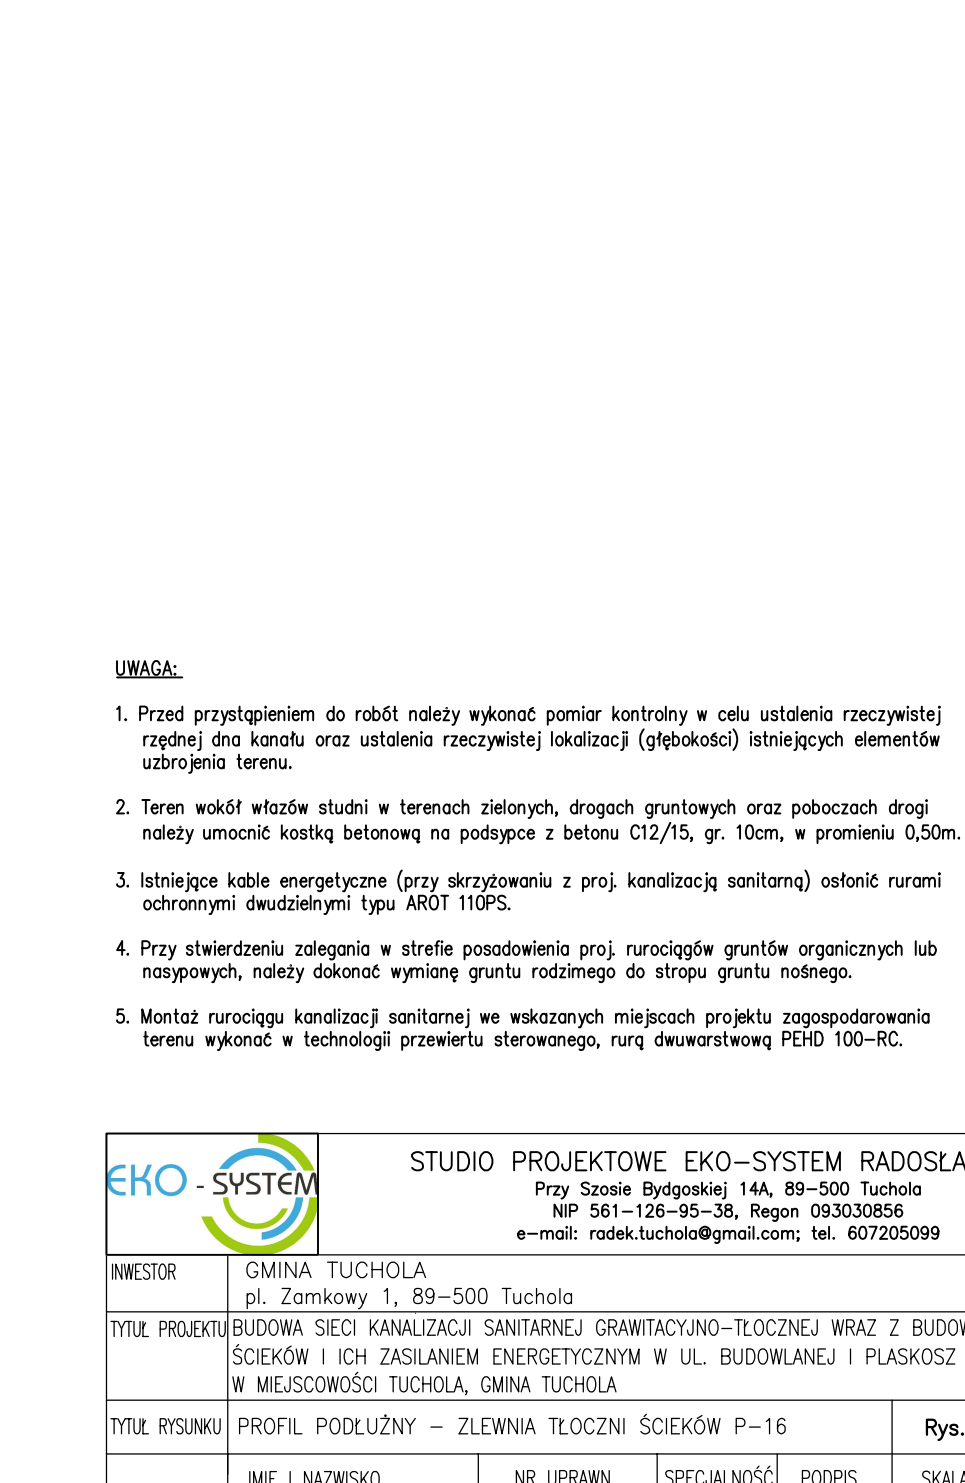 UWAGA:
1. Przed przystąpieniem do robót należy wykonać pomiar kontrolny w celu ustalenia rzeczywistej
rzędnej dna kanału oraz ustalenia rzeczywistej lokalizacji (głębokości) istniejących elementów
uzbrojenia terenu.
2. Teren wokół włazów studni w terenach zielonych, drogach gruntowych oraz poboczach drogi
należy umocnić kostką betonową na podsypce z betonu C12/15, gr. 10cm, w promieniu 0,50m.
3. Istniejące kable energetyczne (przy skrzyżowaniu z proj. kanalizacją sanitarną) osłonić rurami
ochronnymi dwudzielnymi typu AROT 110PS.
4. Przy stwierdzeniu zalegania w strefie posadowienia proj. rurociągów gruntów organicznych lub
nasypowych, należy dokonać wymianę gruntu rodzimego do stropu gruntu nośnego.
5. Montaż rurociągu kanalizacji sanitarnej we wskazanych miejscach projektu zagospodarowania
terenu wykonać w technologii przewiertu sterowanego, rurą dwuwarstwową PEHD 100-RC.
EKO - SYSTEM
STUDIO PROJEKTOWE EKO-SYSTEM RADOSŁA
Przy Szosie Bydgoskiej 14A, 89-500 Tuchola
NIP 561-126-95-38, Regon 093030856
e-mail: radek.tuchola@gmail.com; tel. 607205099
INWESTOR
GMINA TUCHOLA
pl. Zamkowy 1, 89-500 Tuchola
TYTUŁ PROJEKTU
BUDOWA SIECI KANALIZACJI SANITARNEJ GRAWITACYJNO-TŁOCZNEJ WRAZ Z BUDOW
ŚCIEKÓW I ICH ZASILANIEM ENERGETYCZNYM W UL. BUDOWLANEJ I PLASKOSZ
W MIEJSCOWOŚCI TUCHOLA, GMINA TUCHOLA
TYTUŁ RYSUNKU
PROFIL PODŁUŻNY - ZLEWNIA TŁOCZNI ŚCIEKÓW P-16
Rys.
IMIĘ I NAZWISKO
NR UPRAWN.
SPECJALNOŚĆ
PODPIS
SKALA